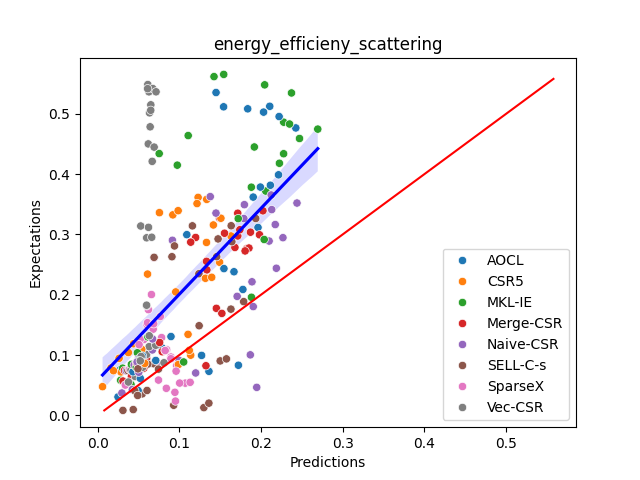 energy_efficieny_scattering
Expectations
0.5
0.4
0.3
0.2
0.1
0.0
0.0 0.1 0.2 0.3 0.4 0.5
Predictions
AOCL
CSR5
MKL-IE
Merge-CSR
Naive-CSR
SELL-C-s
SparseX
Vec-CSR